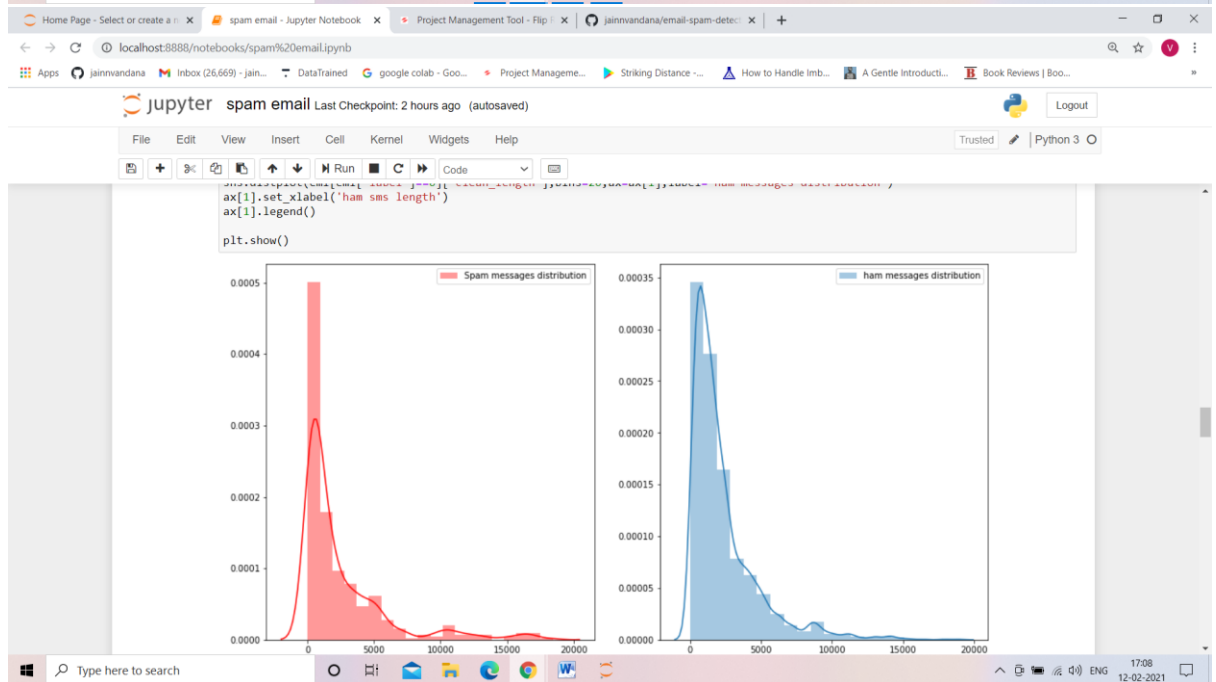 Home Page - Select or create a n
spam email - Jupyter Notebook
Project Management Tool - Flip R
jainnvandana/email-spam-detec
localhost:8888/notebooks/spam%20email.ipynb
V
Apps jainnvandana Inbox (26,669) - jain... DataTrained google colab - Goo... Project Manageme... Striking Distance -... How to Handle Imb... A Gentle Introducti... Book Reviews | Boo...
jupyter spam email Last Checkpoint: 2 hours ago (autosaved)
Logout
File Edit View Insert Cell Kernel Widgets Help
Trusted Python 3
Run Code
ax[1].set_xlabel('ham sms length')
ax[1].legend()
plt.show()
Spam messages distribution
0.0005
0.0004
0.0003
0.0002
0.0001
0.0000
0 5000 10000 15000 20000
ham messages distribution
0.00035
0.00030
0.00025
0.00020
0.00015
0.00010
0.00005
0.00000
0 5000 10000 15000 20000
Type here to search
ENG
17:08
12-02-2021